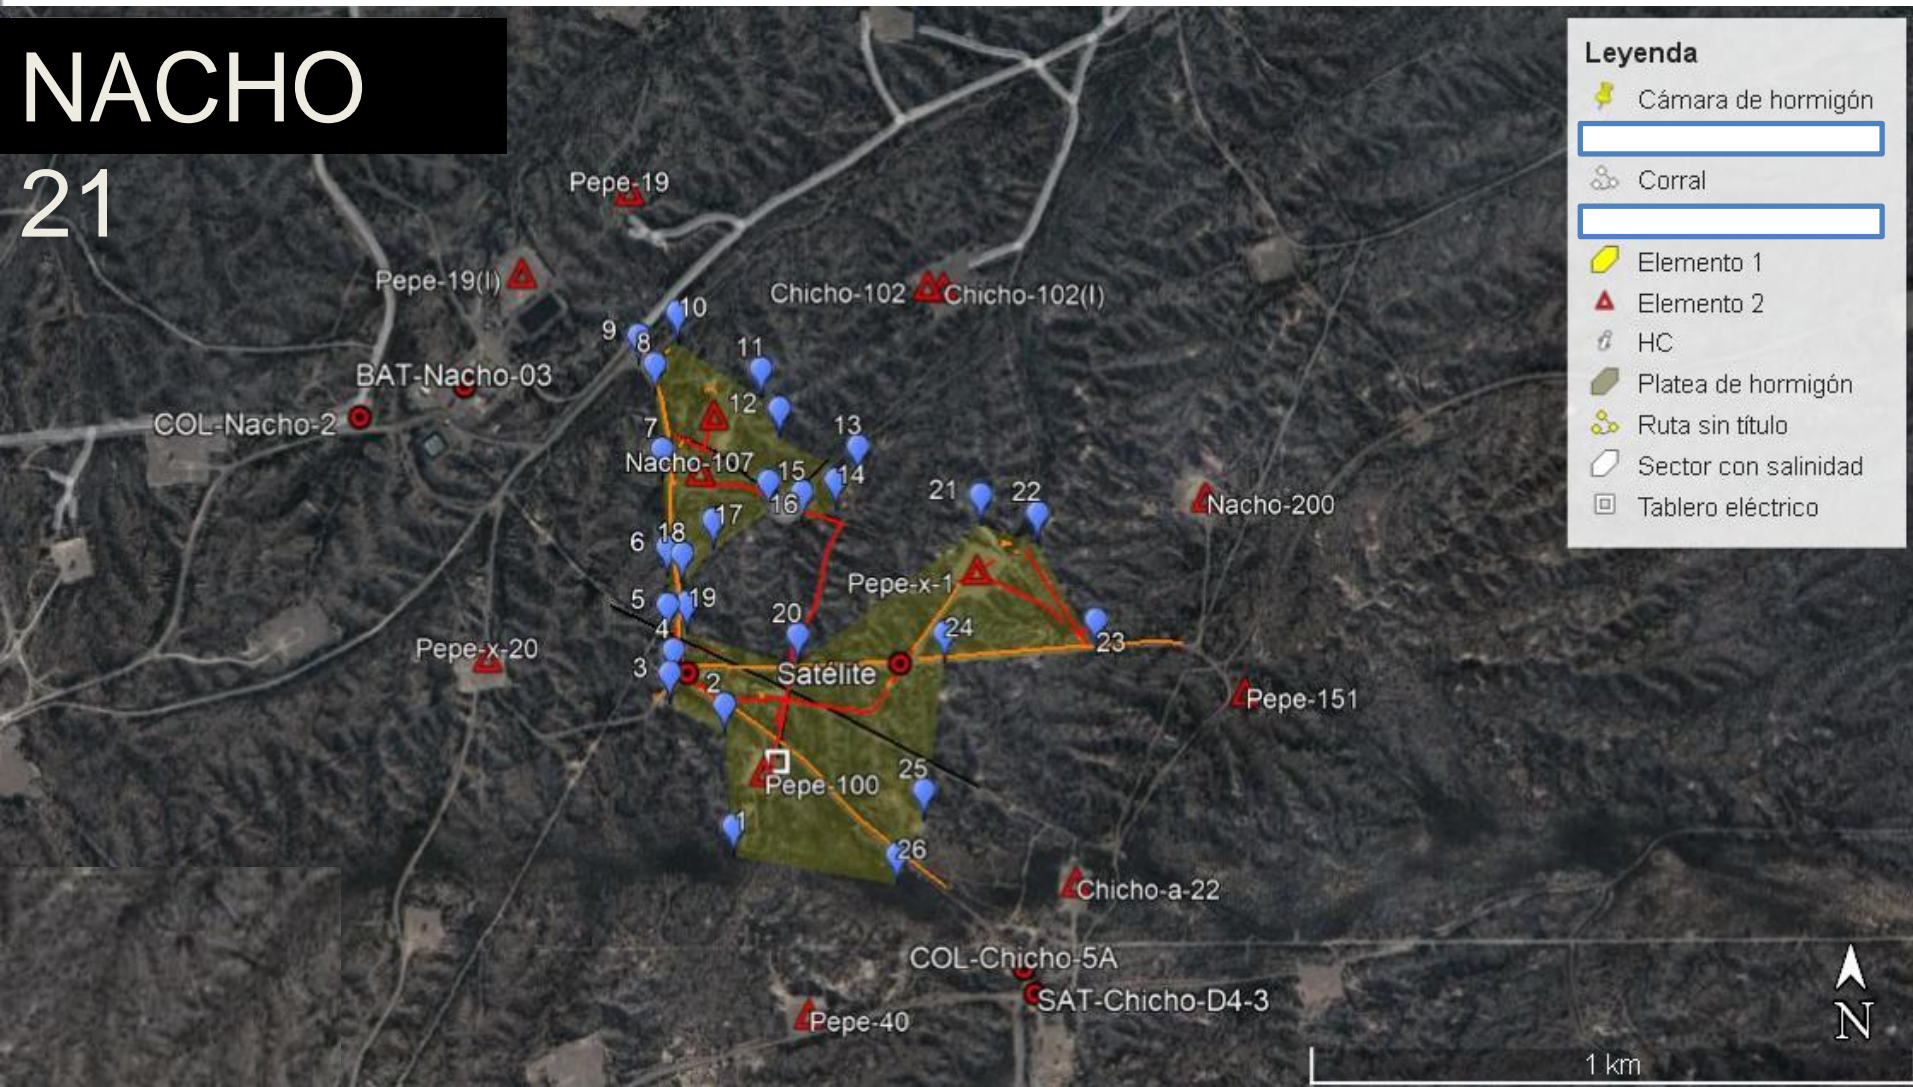 NACHO
21
Leyenda
Cámara de hormigón
Corral
Elemento 1
Elemento 2
HC
Platea de hormigón
Ruta sin título
Sector con salinidad
Tablero eléctrico
Pepe-19
Pepe-19(I)
Chicho-102
Chicho-102(I)
10
9
8
11
BAT-Nacho-03
COL-Nacho-2
12
7
13
Nacho-107
15
14
16
21
22
Nacho-200
17
18
6
Pepe-x-1
5
19
20
4
24
23
Pepe-x-20
3
Satélite
2
Pepe-151
25
Pepe-100
1
26
Chicho-a-22
COL-Chicho-5A
SAT-Chicho-D4-3
Pepe-40
N
1 km